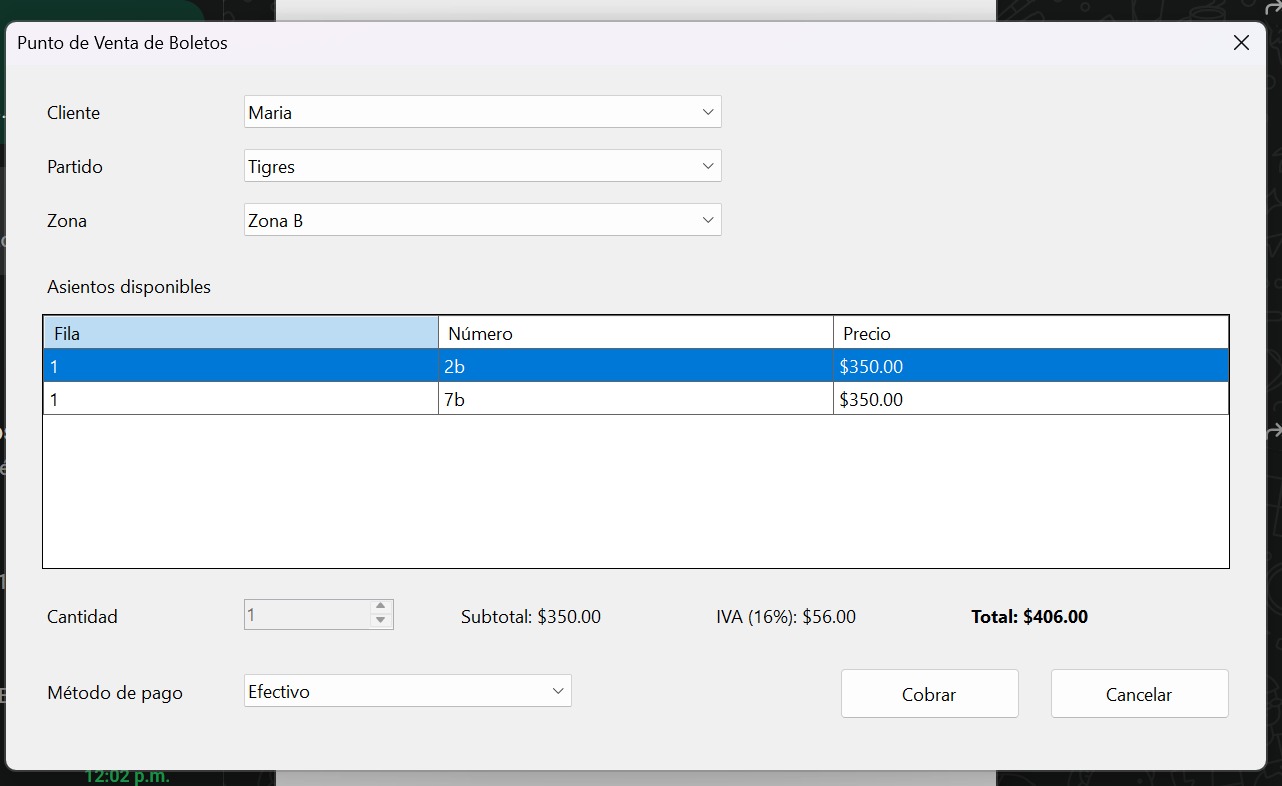 Punto de Venta de Boletos
Cliente Maria
Partido Tigres
Zona Zona B
Asientos disponibles
Fila Número Precio
1 2b $350.00
1 7b $350.00
Cantidad 1 Subtotal: $350.00 IVA (16%): $56.00 Total: $406.00
Método de pago Efectivo Cobrar Cancelar
12:02 p.m.